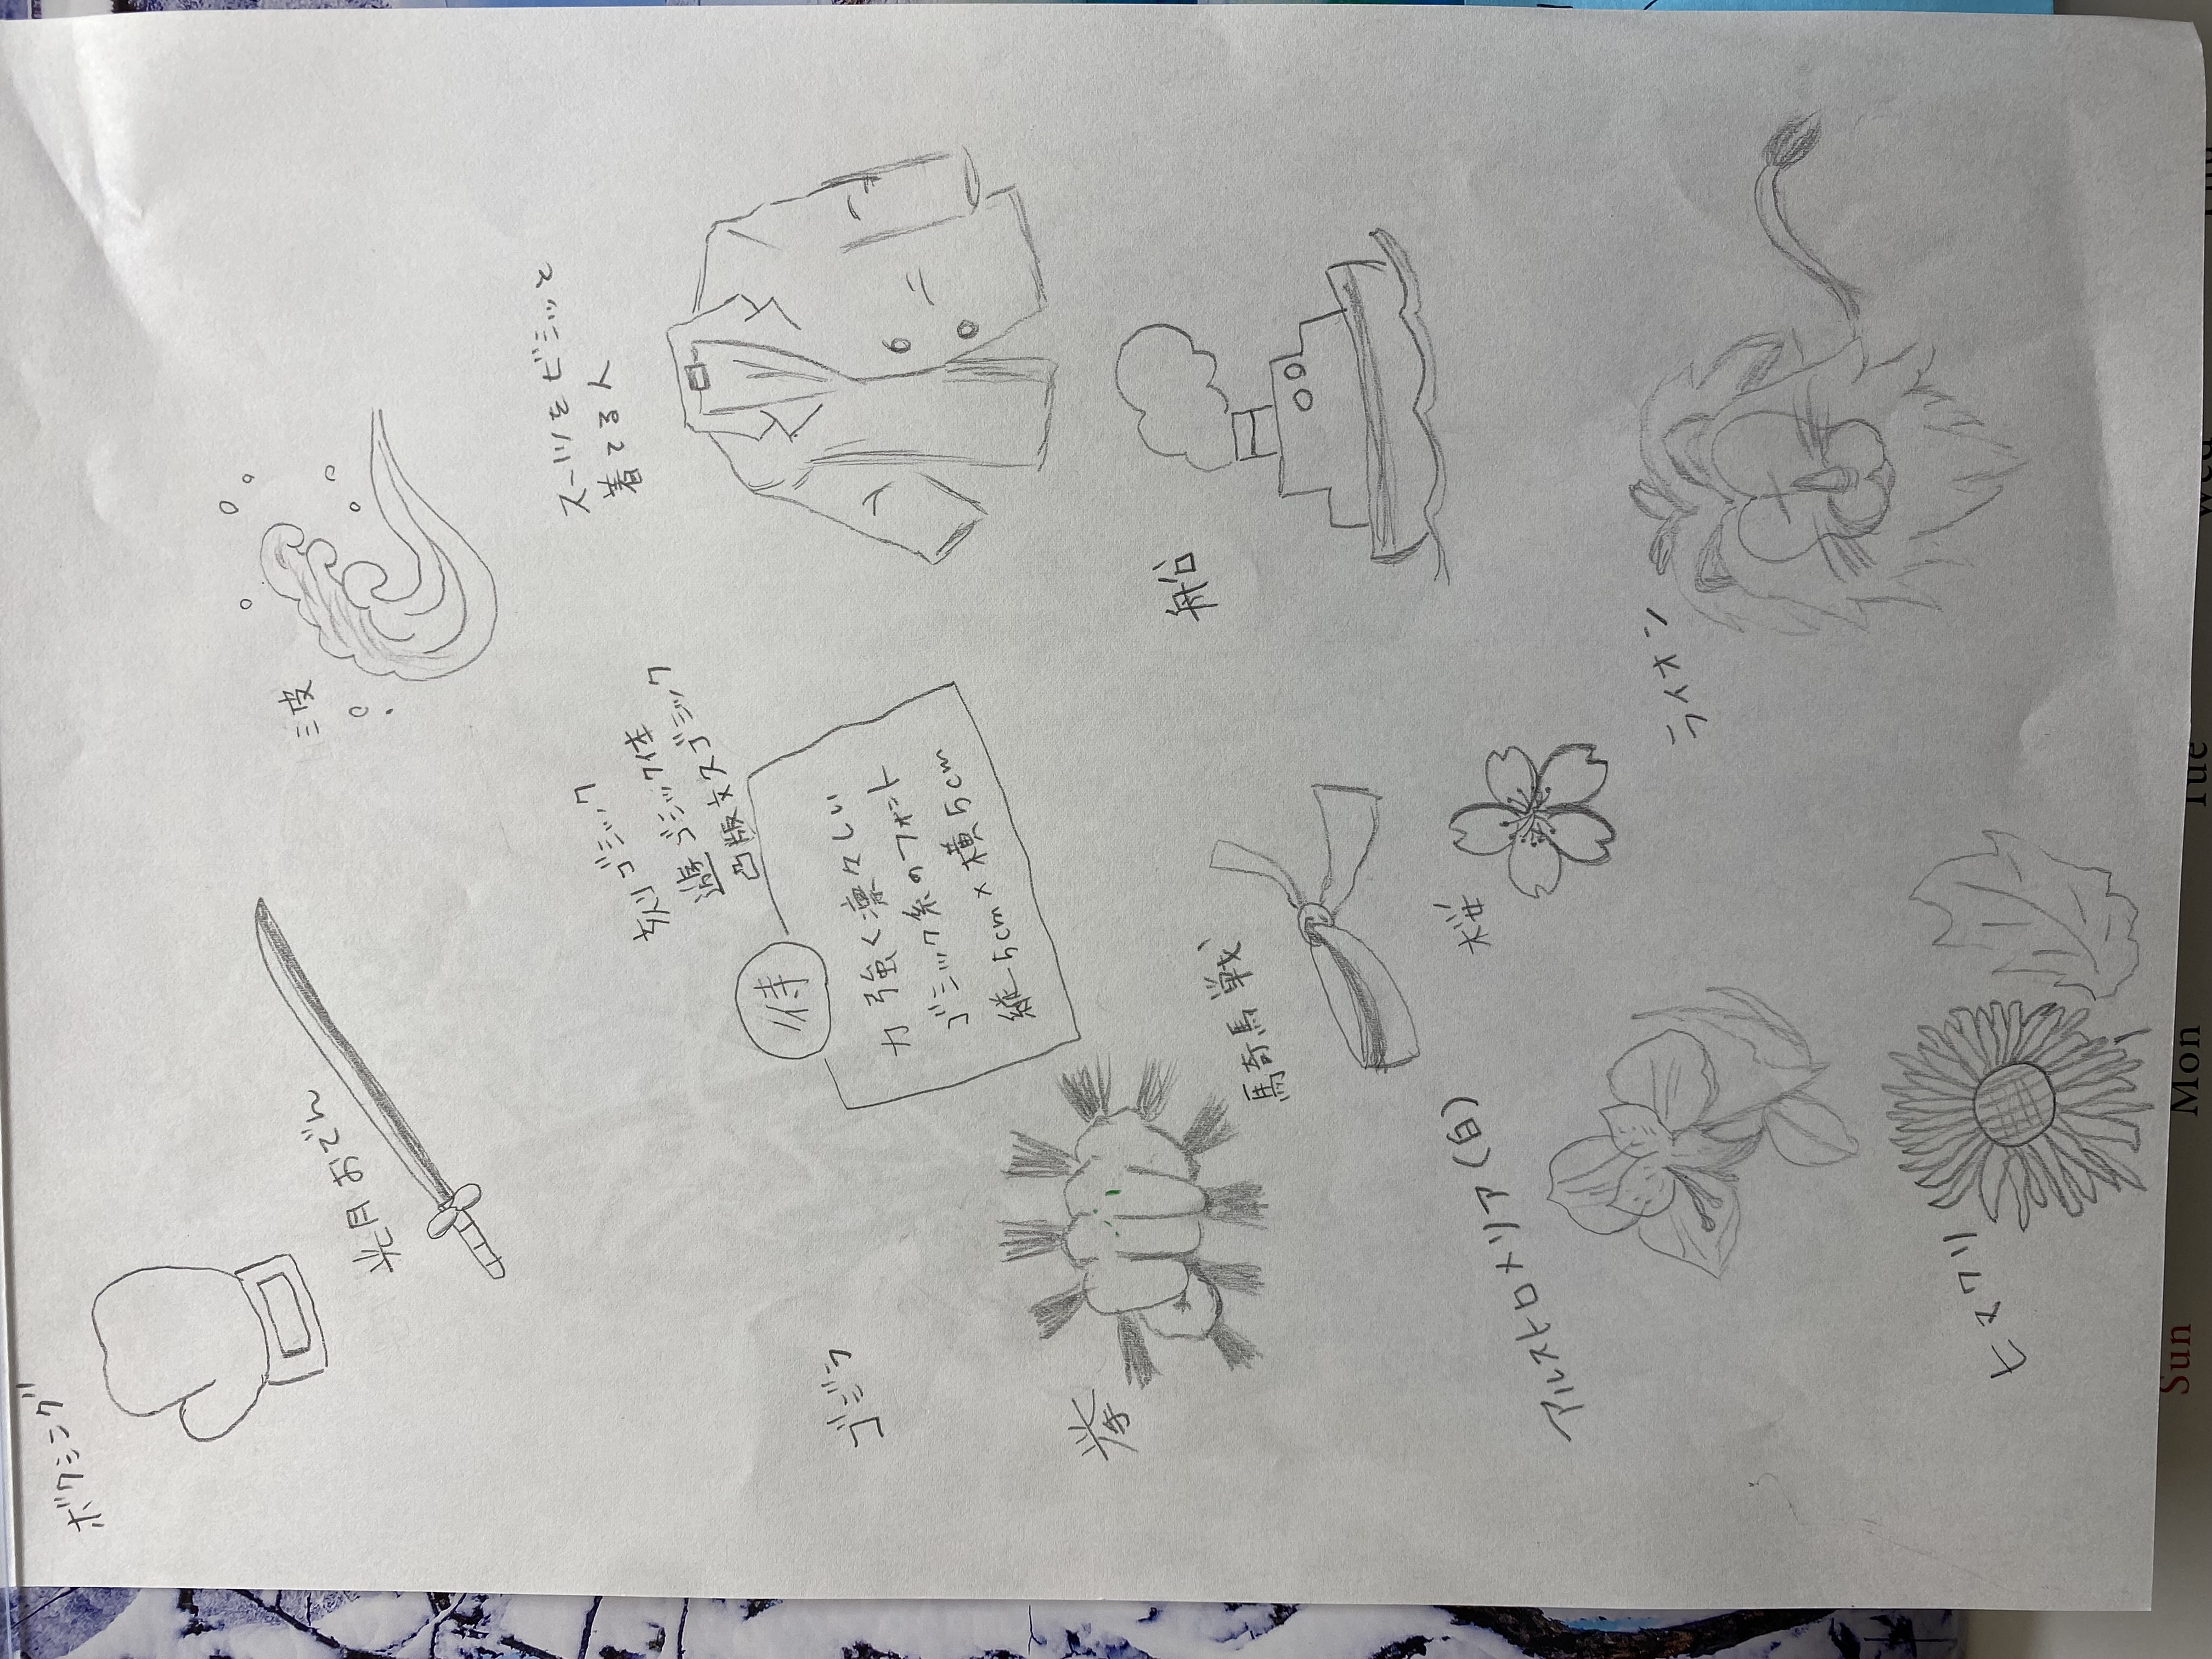 ボクシング
光月おでん
波
スーツをビシッと
着てる人
刻ゴシック
遊ゴシック体
凸版文久ゴシック
侍
力強く凛々しい
ゴシック系のフォント
縦5cm×横5cm
ゴジラ
拳
騎馬戦
船
アルストロメリア(白)
桜
ライオン
ヒマワリ
Sun Mon Tue Wed Thu